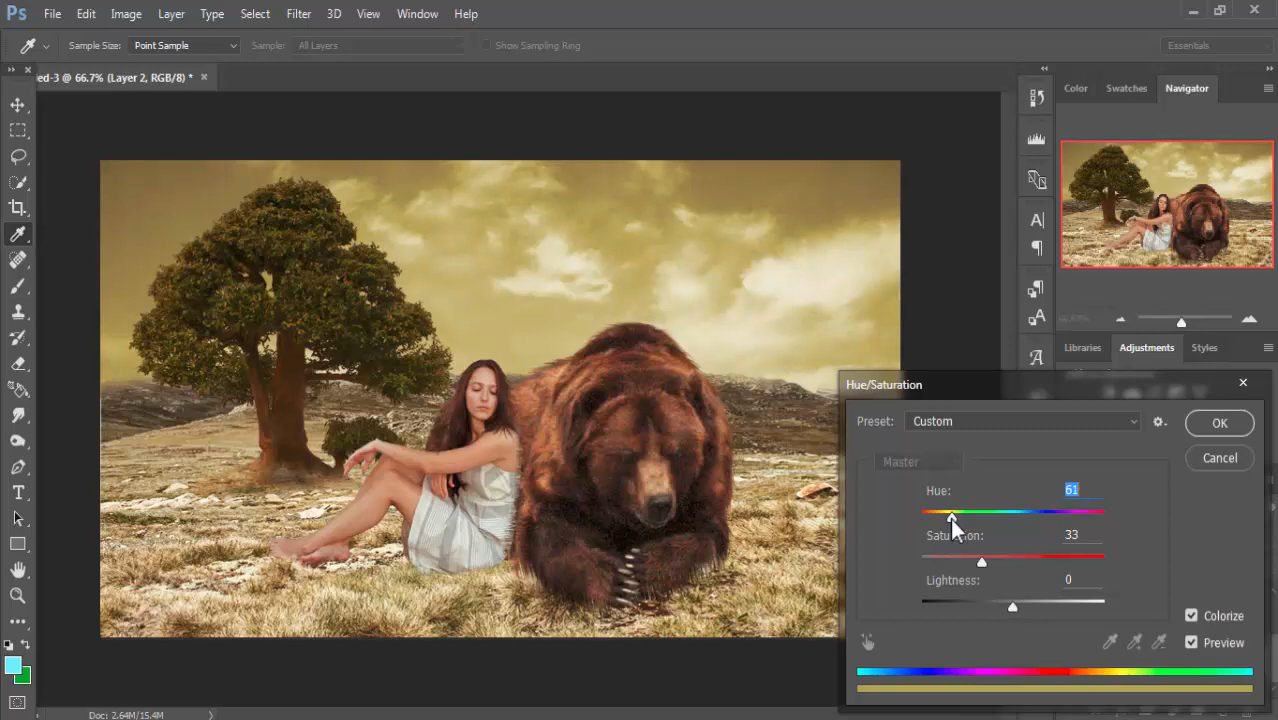 Ps File Edit Image Layer Type Select Filter 3D View Window Help
Sample Size: Point Sample Sample: All Layers Show Sampling Ring Essentials
ed-3 @ 66.7% (Layer 2, RGB/8) * ×
Color Swatches Navigator
Libraries Adjustments Styles
Hue/Saturation
Preset: Custom OK
Cancel
Master
Hue: 61
Saturation: 33
Lightness: 0
Colorize
Preview
Doc: 2.64M/15.4M